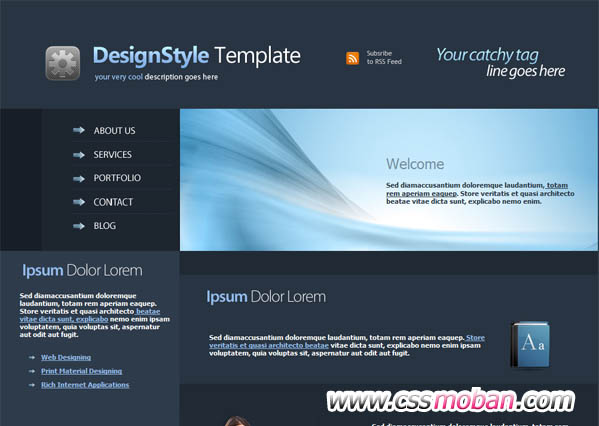 DesignStyle Template
your very cool description goes here
Subsribe
to RSS Feed
Your catchy tag
line goes here
ABOUT US
SERVICES
PORTFOLIO
CONTACT
BLOG
Welcome
Sed diamaccusantium doloremque laudantium, totam
rem aperiam eaquep. Store veritatis et quasi architecto
beatae vitae dicta sunt, explicabo nemo enim.
Ipsum Dolor Lorem
Sed diamaccusantium doloremque
laudantium, totam rem aperiam eaquep.
Store veritatis et quasi architecto beatae
vitae dicta sunt, explicabo nemo enim ipsam
voluptatem, quia voluptas sit, aspernatur
aut odit aut fugit.
Web Designing
Print Material Designing
Rich Internet Applications
Ipsum Dolor Lorem
Sed diamaccusantium doloremque laudantium, totam rem aperiam eaquep. Store
veritatis et quasi architecto beatae vitae dicta sunt, explicabo nemo enim ipsam
voluptatem, quia voluptas sit, aspernatur aut odit aut fugit.
Aa
www.cssmoban.com